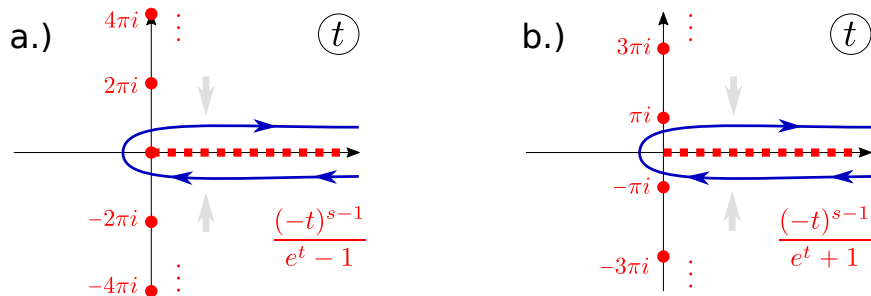 a.)
4πi
2πi
−2πi
−4πi
t
(−t)^{s−1}
e^t − 1
b.)
3πi
πi
−πi
−3πi
t
(−t)^{s−1}
e^t + 1